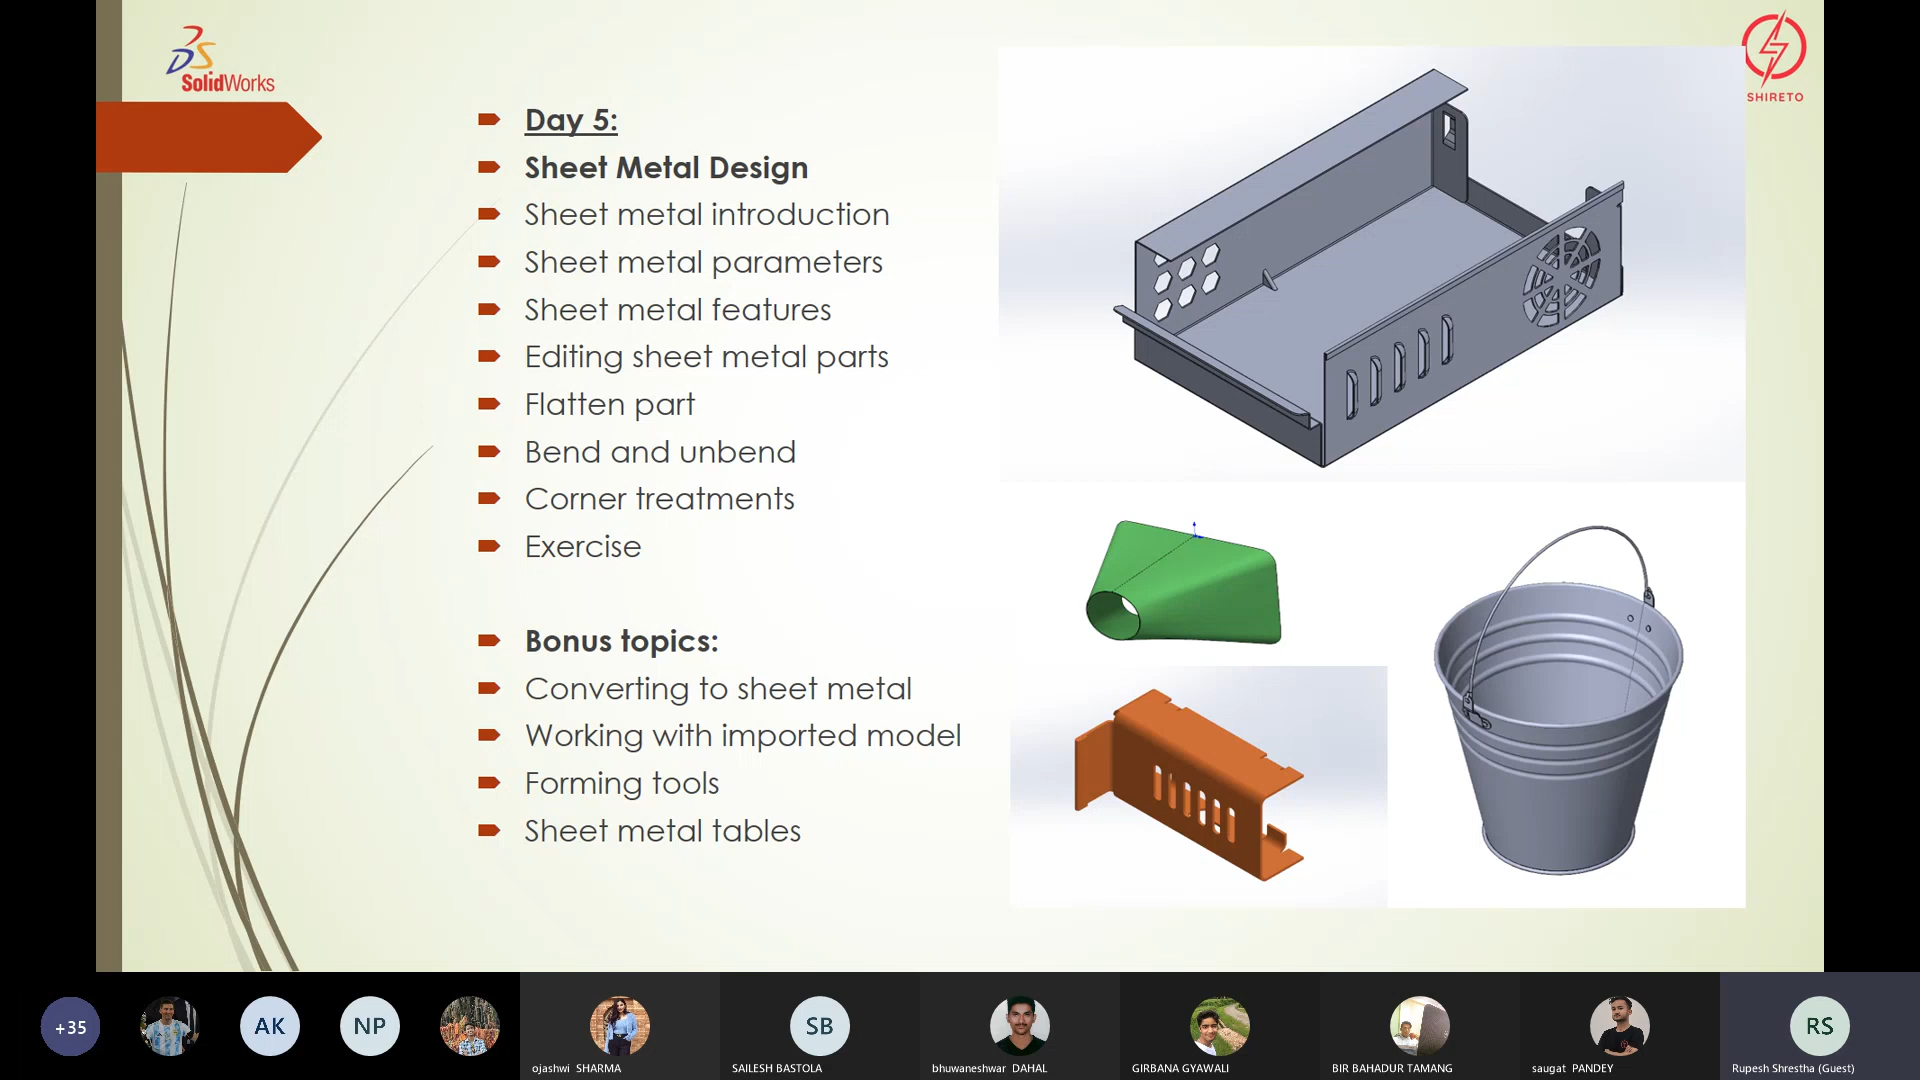 SolidWorks
SHIRETO
Day 5:
Sheet Metal Design
Sheet metal introduction
Sheet metal parameters
Sheet metal features
Editing sheet metal parts
Flatten part
Bend and unbend
Corner treatments
Exercise
Bonus topics:
Converting to sheet metal
Working with imported model
Forming tools
Sheet metal tables
+35
AK
NP
SB
RS
ojashwi SHARMA
SAILESH BASTOLA
bhuwaneshwar DAHAL
GIRBANA GYAWALI
BIR BAHADUR TAMANG
saugat PANDEY
Rupesh Shrestha (Guest)